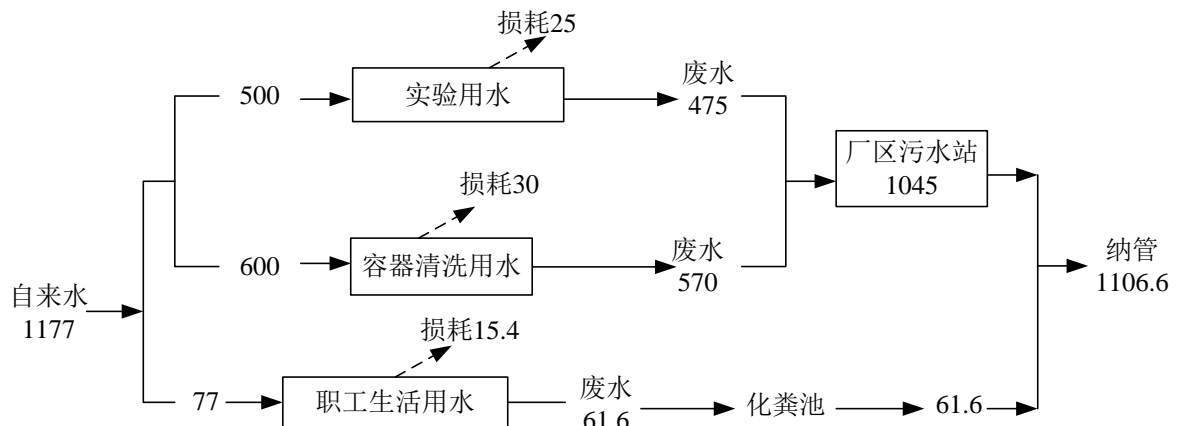 损耗25
500
实验用水
废水
475
厂区污水站
1045
损耗30
600
容器清洗用水
废水
570
纳管
1106.6
自来水
1177
损耗15.4
77
职工生活用水
废水
61.6
化粪池
61.6